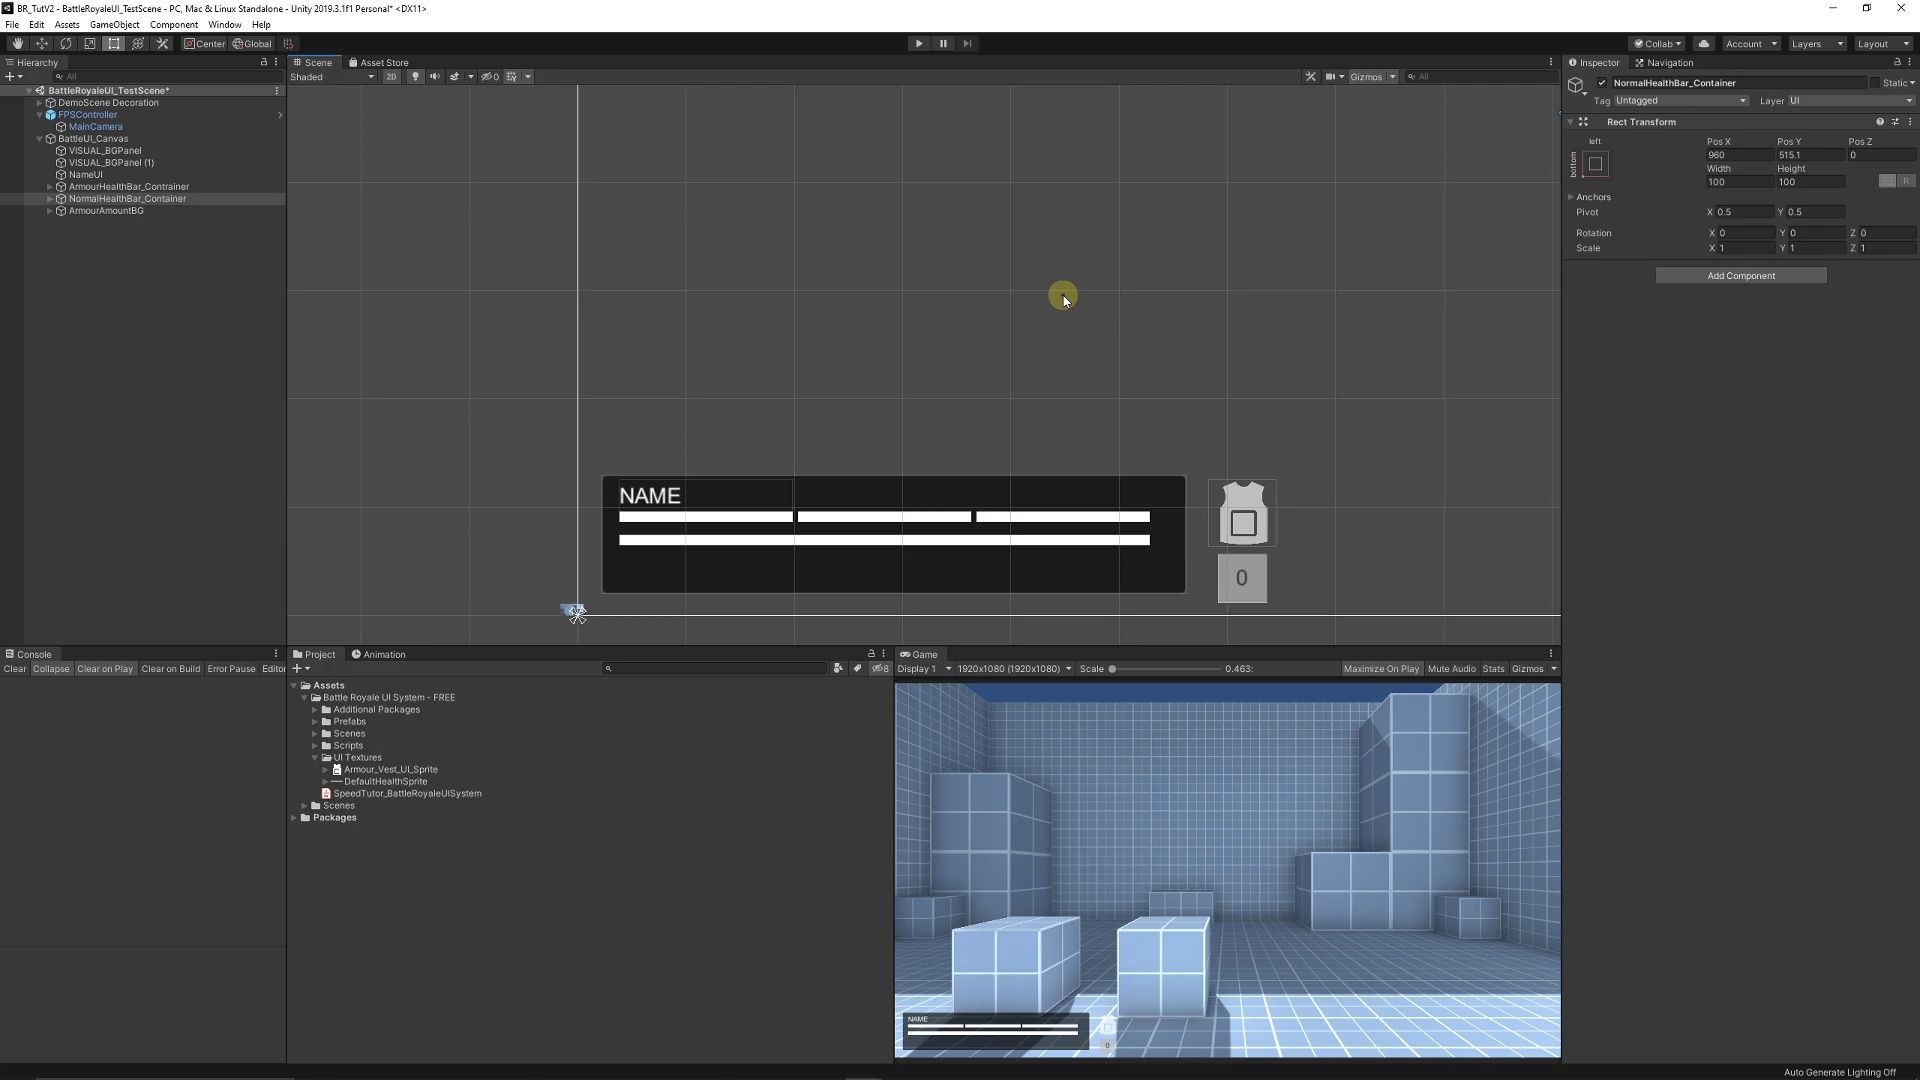 BR_TutV2 - BattleRoyaleUI_TestScene - PC, Mac & Linux Standalone - Unity 2019.3.1f1 Personal* <DX11>
File Edit Assets GameObject Component Window Help
Center Global Collab Account Layers Layout
Hierarchy
All
BattleRoyaleUI_TestScene*
DemoScene Decoration
FPSController
MainCamera
BattleUI_Canvas
VISUAL_BGPanel
VISUAL_BGPanel (1)
NameUI
ArmourHealthBar_Contrainer
NormalHealthBar_Container
ArmourAmountBG
Scene Asset Store
Shaded 2D 0 Gizmos All
NAME
0
Inspector Navigation
NormalHealthBar_Container Static
Tag Untagged Layer UI
Rect Transform
left Pos X Pos Y Pos Z
bottom 960 515.1 0
Width Height
100 100 R
Anchors
Pivot X 0.5 Y 0.5
Rotation X 0 Y 0 Z 0
Scale X 1 Y 1 Z 1
Add Component
Console
Clear Collapse Clear on Play Clear on Build Error Pause Editor
Project Animation
8
Assets
Battle Royale UI System - FREE
Additional Packages
Prefabs
Scenes
Scripts
UI Textures
Armour_Vest_UI_Sprite
DefaultHealthSprite
SpeedTutor_BattleRoyaleUISystem
Scenes
Packages
Game
Display 1 1920x1080 (1920x1080) Scale 0.463: Maximize On Play Mute Audio Stats Gizmos
NAME
0
Auto Generate Lighting Off